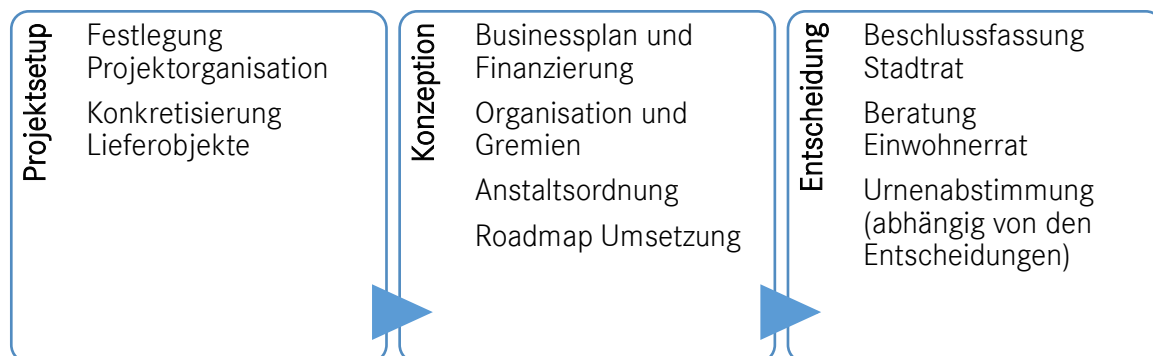 Projektsetup
Festlegung
Projektorganisation
Konkretisierung
Lieferobjekte
Konzeption
Businessplan und
Finanzierung
Organisation und
Gremien
Anstaltsordnung
Roadmap Umsetzung
Entscheidung
Beschlussfassung
Stadtrat
Beratung
Einwohnerrat
Urnenabstimmung
(abhängig von den
Entscheidungen)